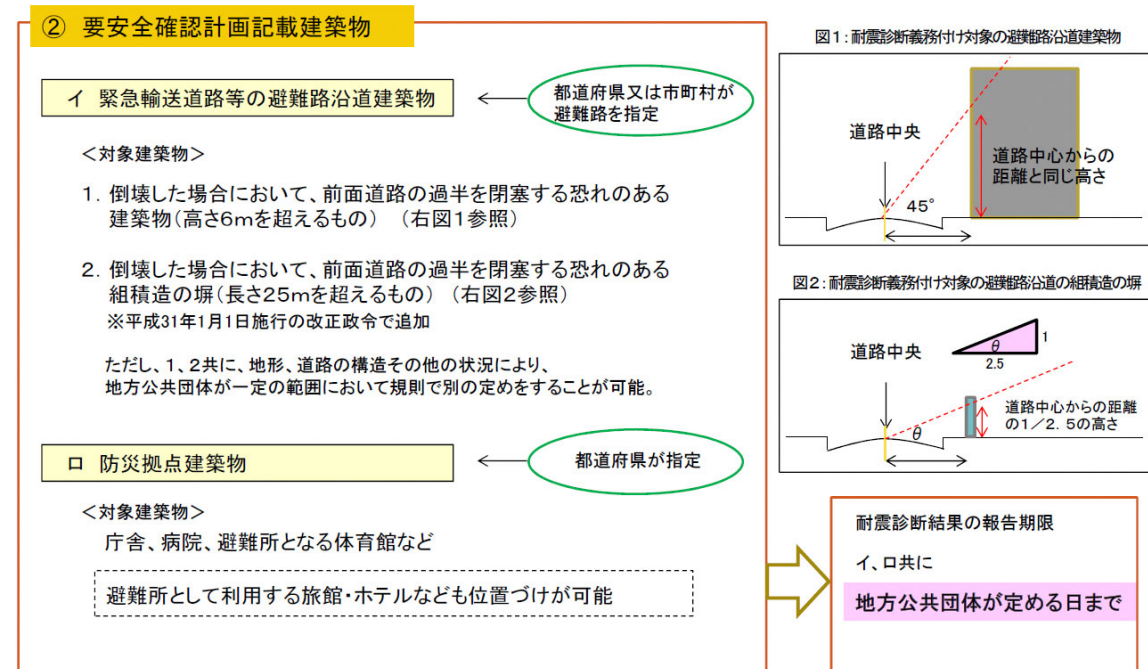 ② 要安全確認計画記載建築物
イ 緊急輸送道路等の避難路沿道建築物
都道府県又は市町村が
避難路を指定
<対象建築物>
1. 倒壊した場合において、前面道路の過半を閉塞する恐れのある
建築物(高さ6mを超えるもの) (右図1参照)
2. 倒壊した場合において、前面道路の過半を閉塞する恐れのある
組積造の塀(長さ25mを超えるもの) (右図2参照)
※平成31年1月1日施行の改正政令で追加
ただし、1、2共に、地形、道路の構造その他の状況により、
地方公共団体が一定の範囲において規則で別の定めをすることが可能。
ロ 防災拠点建築物
都道府県が指定
<対象建築物>
庁舎、病院、避難所となる体育館など
避難所として利用する旅館・ホテルなども位置づけが可能
図1:耐震診断義務付け対象の避難路沿道建築物
道路中央
道路中心からの
距離と同じ高さ
45°
図2:耐震診断義務付け対象の避難路沿道の組積造の塀
道路中央
θ
1
2.5
道路中心からの距離
の1/2.5の高さ
θ
耐震診断結果の報告期限
イ、ロ共に
地方公共団体が定める日まで